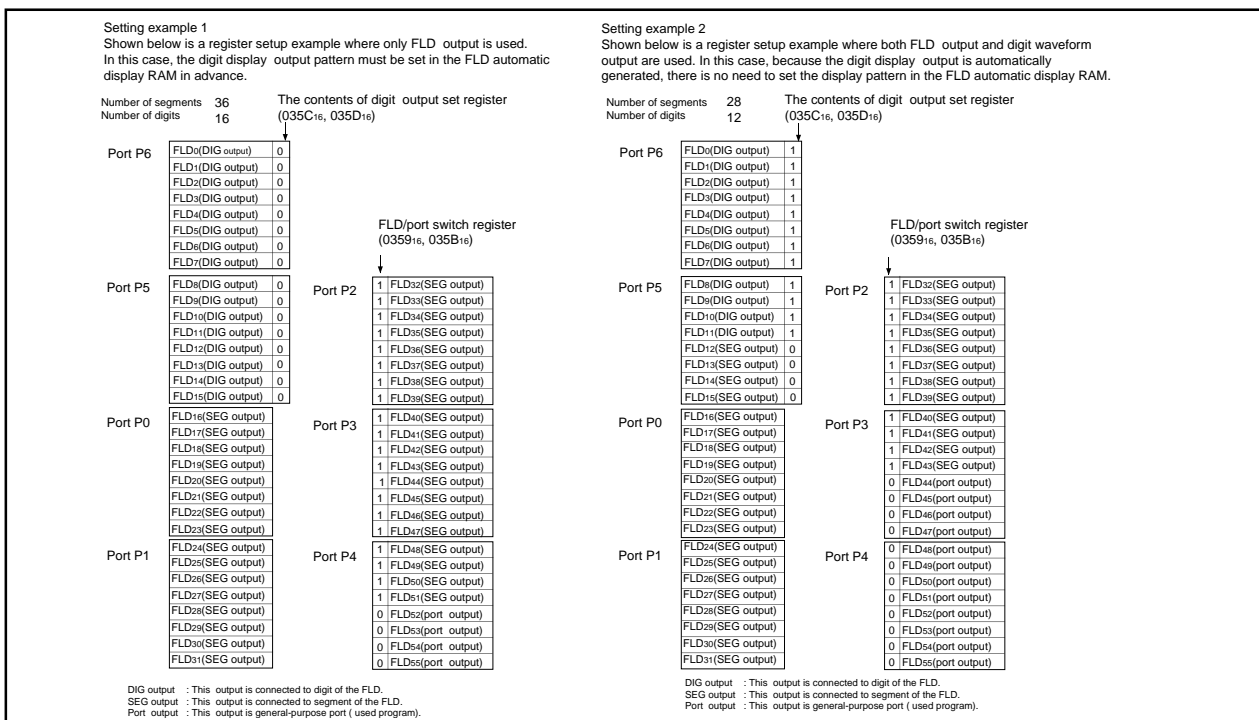 Setting example 1
Shown below is a register setup example where only FLD output is used.
In this case, the digit display output pattern must be set in the FLD automatic
display RAM in advance.
Number of segments 36
Number of digits 16
The contents of digit output set register
(035C16, 035D16)
Port P6
FLD0(DIG output) 0
FLD1(DIG output) 0
FLD2(DIG output) 0
FLD3(DIG output) 0
FLD4(DIG output) 0
FLD5(DIG output) 0
FLD6(DIG output) 0
FLD7(DIG output) 0
Port P5
FLD8(DIG output) 0
FLD9(DIG output) 0
FLD10(DIG output) 0
FLD11(DIG output) 0
FLD12(DIG output) 0
FLD13(DIG output) 0
FLD14(DIG output) 0
FLD15(DIG output) 0
Port P0
FLD16(SEG output)
FLD17(SEG output)
FLD18(SEG output)
FLD19(SEG output)
FLD20(SEG output)
FLD21(SEG output)
FLD22(SEG output)
FLD23(SEG output)
Port P1
FLD24(SEG output)
FLD25(SEG output)
FLD26(SEG output)
FLD27(SEG output)
FLD28(SEG output)
FLD29(SEG output)
FLD30(SEG output)
FLD31(SEG output)
FLD/port switch register
(035916, 035B16)
Port P2
1 FLD32(SEG output)
1 FLD33(SEG output)
1 FLD34(SEG output)
1 FLD35(SEG output)
1 FLD36(SEG output)
1 FLD37(SEG output)
1 FLD38(SEG output)
1 FLD39(SEG output)
Port P3
1 FLD40(SEG output)
1 FLD41(SEG output)
1 FLD42(SEG output)
1 FLD43(SEG output)
1 FLD44(SEG output)
1 FLD45(SEG output)
1 FLD46(SEG output)
1 FLD47(SEG output)
Port P4
1 FLD48(SEG output)
1 FLD49(SEG output)
1 FLD50(SEG output)
1 FLD51(SEG output)
0 FLD52(port output)
0 FLD53(port output)
0 FLD54(port output)
0 FLD55(port output)
DIG output : This output is connected to digit of the FLD.
SEG output : This output is connected to segment of the FLD.
Port output : This output is general-purpose port ( used program).
Setting example 2
Shown below is a register setup example where both FLD output and digit waveform
output are used. In this case, because the digit display output is automatically
generated, there is no need to set the display pattern in the FLD automatic display RAM.
Number of segments 28
Number of digits 12
The contents of digit output set register
(035C16, 035D16)
Port P6
FLD0(DIG output) 1
FLD1(DIG output) 1
FLD2(DIG output) 1
FLD3(DIG output) 1
FLD4(DIG output) 1
FLD5(DIG output) 1
FLD6(DIG output) 1
FLD7(DIG output) 1
Port P5
FLD8(DIG output) 1
FLD9(DIG output) 1
FLD10(DIG output) 1
FLD11(DIG output) 1
FLD12(SEG output) 0
FLD13(SEG output) 0
FLD14(SEG output) 0
FLD15(SEG output) 0
Port P0
FLD16(SEG output)
FLD17(SEG output)
FLD18(SEG output)
FLD19(SEG output)
FLD20(SEG output)
FLD21(SEG output)
FLD22(SEG output)
FLD23(SEG output)
Port P1
FLD24(SEG output)
FLD25(SEG output)
FLD26(SEG output)
FLD27(SEG output)
FLD28(SEG output)
FLD29(SEG output)
FLD30(SEG output)
FLD31(SEG output)
FLD/port switch register
(035916, 035B16)
Port P2
1 FLD32(SEG output)
1 FLD33(SEG output)
1 FLD34(SEG output)
1 FLD35(SEG output)
1 FLD36(SEG output)
1 FLD37(SEG output)
1 FLD38(SEG output)
1 FLD39(SEG output)
Port P3
1 FLD40(SEG output)
1 FLD41(SEG output)
1 FLD42(SEG output)
1 FLD43(SEG output)
0 FLD44(port output)
0 FLD45(port output)
0 FLD46(port output)
0 FLD47(port output)
Port P4
0 FLD48(port output)
0 FLD49(port output)
0 FLD50(port output)
0 FLD51(port output)
0 FLD52(port output)
0 FLD53(port output)
0 FLD54(port output)
0 FLD55(port output)
DIG output : This output is connected to digit of the FLD.
SEG output : This output is connected to segment of the FLD.
Port output : This output is general-purpose port ( used program).